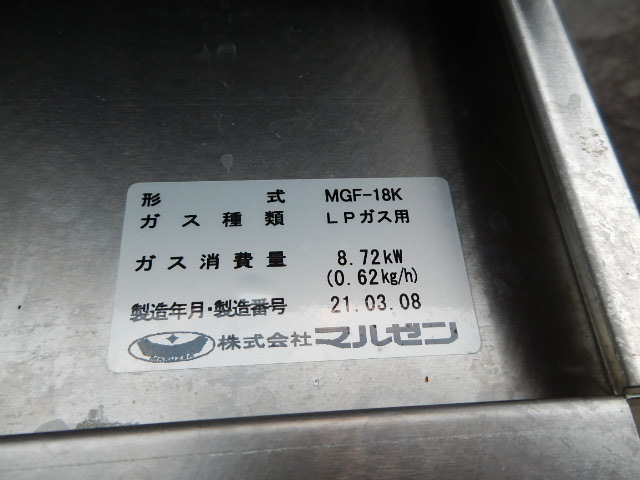 形 式 MGF-18K
ガス種類 LPガス用
ガス消費量 8.72kW
(0.62kg/h)
製造年月・製造番号 21.03.08
MARUZEN 株式会社マルゼン